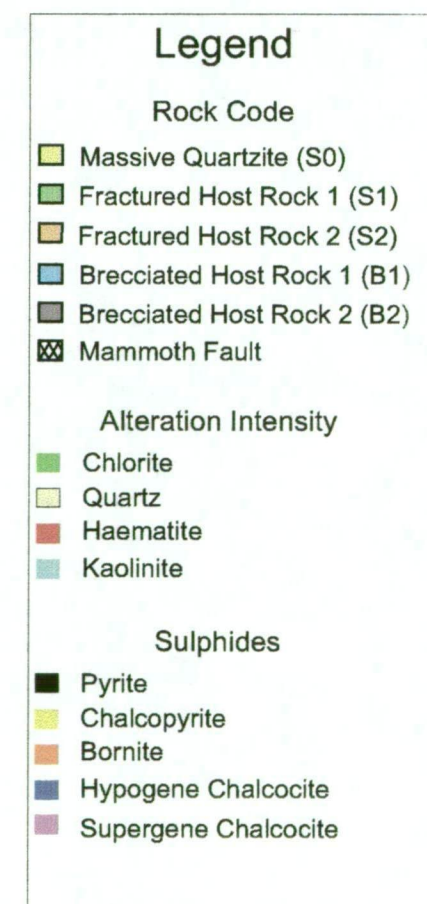 Legend
Rock Code
Massive Quartzite (S0)
Fractured Host Rock 1 (S1)
Fractured Host Rock 2 (S2)
Brecciated Host Rock 1 (B1)
Brecciated Host Rock 2 (B2)
Mammoth Fault
Alteration Intensity
Chlorite
Quartz
Haematite
Kaolinite
Sulphides
Pyrite
Chalcopyrite
Bornite
Hypogene Chalcocite
Supergene Chalcocite